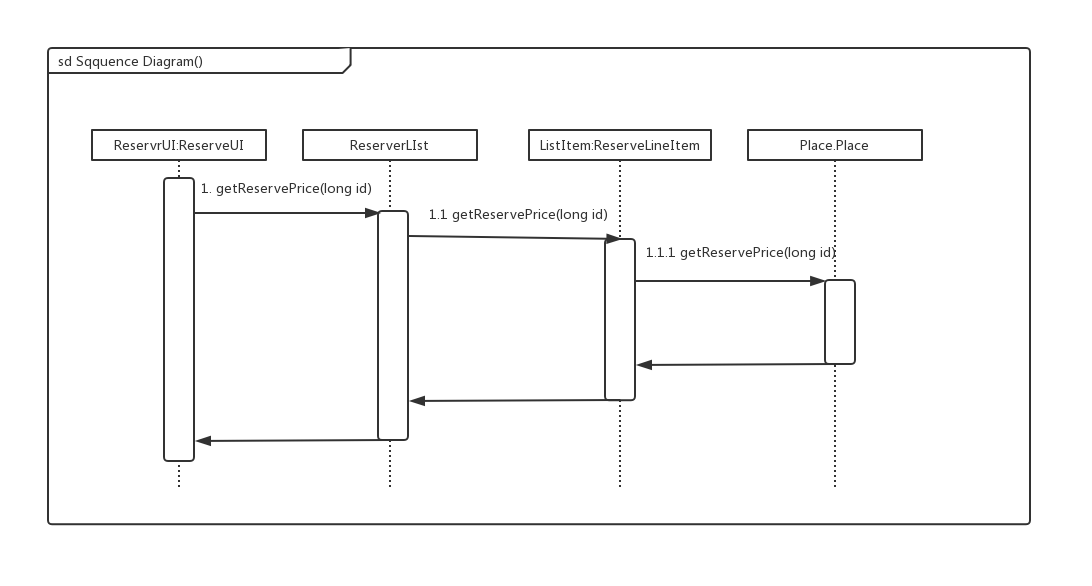 sd Sqquence Diagram()
ReservrUI:ReserveUI
ReserverLIst
ListItem:ReserveLineItem
Place.Place
1. getReservePrice(long id)
1.1 getReservePrice(long id)
1.1.1 getReservePrice(long id)